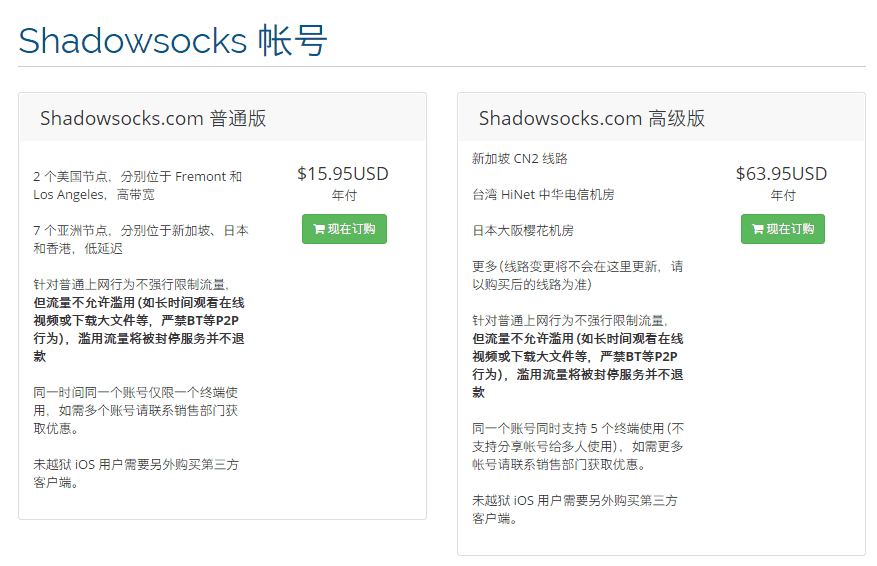 Shadowsocks 帐号
Shadowsocks.com 普通版
2 个美国节点，分别位于 Fremont 和
Los Angeles，高带宽
7 个亚洲节点，分别位于新加坡、日本
和香港，低延迟
针对普通上网行为不强行限制流量，
但流量不允许滥用 (如长时间观看在线
视频或下载大文件等，严禁BT等P2P
行为)，滥用流量将被封停服务并不退
款
同一时间同一个账号仅限一个终端使
用，如需多个账号请联系销售部门获
取优惠。
未越狱 iOS 用户需要另外购买第三方
客户端。
$15.95USD
年付
现在订购
Shadowsocks.com 高级版
新加坡 CN2 线路
台湾 HiNet 中华电信机房
日本大阪樱花机房
更多 (线路变更将不会在这里更新，请
以购买后的线路为准)
针对普通上网行为不强行限制流量，
但流量不允许滥用 (如长时间观看在线
视频或下载大文件等，严禁BT等P2P
行为)，滥用流量将被封停服务并不退
款
同一个账号同时支持 5 个终端使用 (不
支持分享帐号给多人使用)，如需更多
帐号请联系销售部门获取优惠。
未越狱 iOS 用户需要另外购买第三方
客户端。
$63.95USD
年付
现在订购